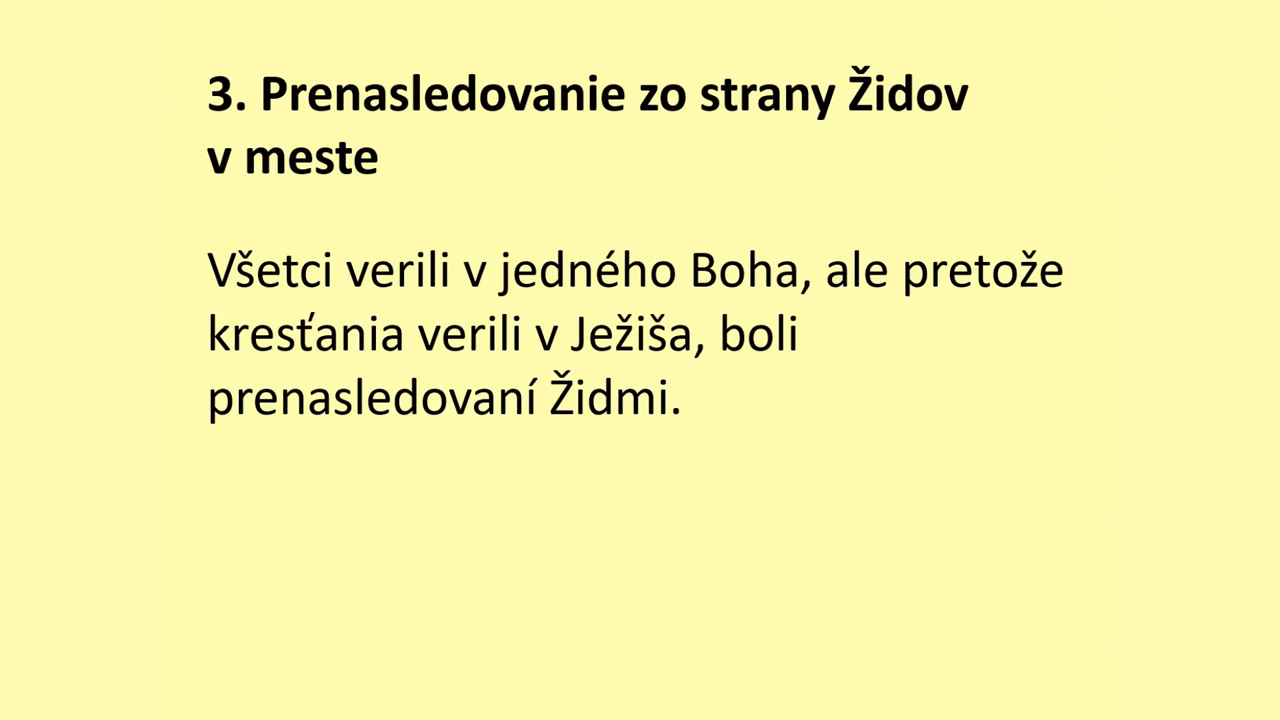 3. Prenasledovanie zo strany Židov
v meste
Všetci verili v jedného Boha, ale pretože
kresťania verili v Ježiša, boli
prenasledovaní Židmi.